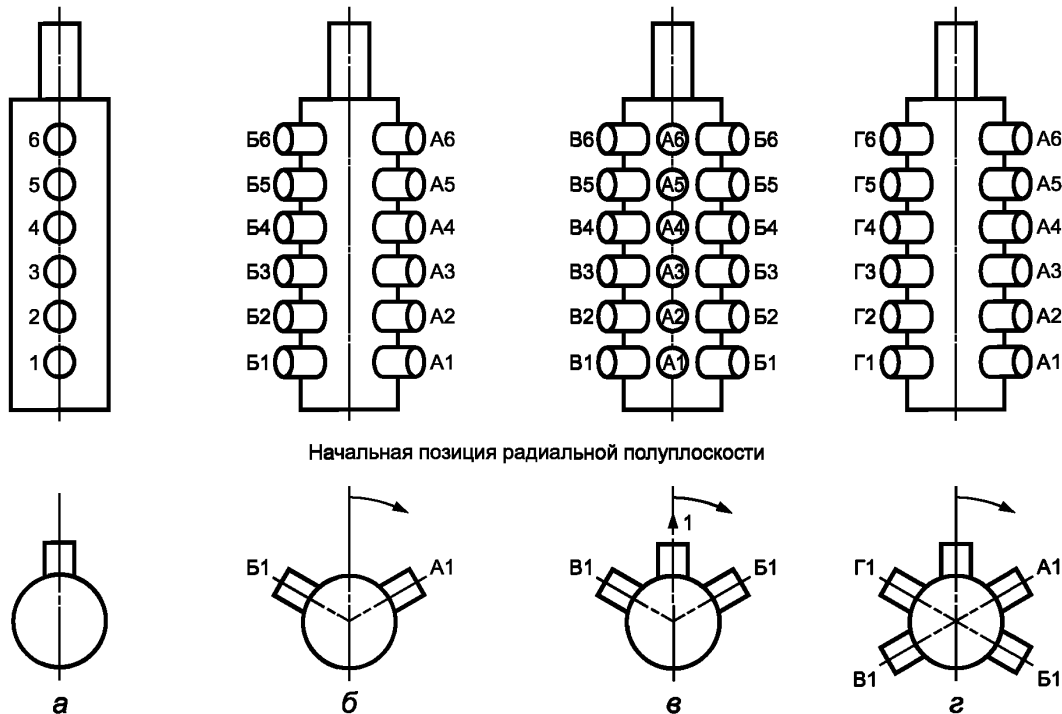 6 Б6 А6 В6 А6 Б6 Г6 А6
5 Б5 А5 В5 А5 Б5 Г5 А5
4 Б4 А4 В4 А4 Б4 Г4 А4
3 Б3 А3 В3 А3 Б3 Г3 А3
2 Б2 А2 В2 А2 Б2 Г2 А2
1 Б1 А1 В1 А1 Б1 Г1 А1
Начальная позиция радиальной полуплоскости
1
Б1 А1 В1 Б1 Г1 А1
В1 Б1
а б в г